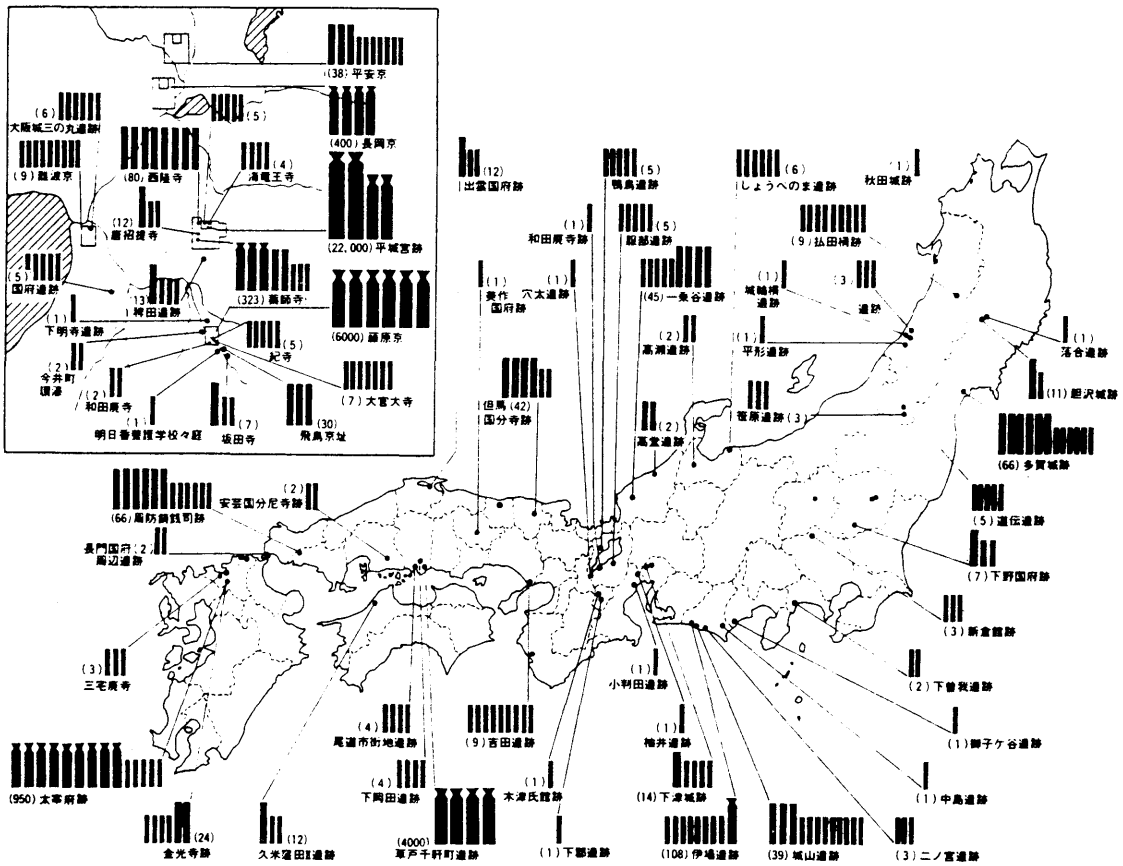 (38) 平安京
(6)
大阪城三の丸遺跡
(5)
(400) 長岡京
(9) 難波京
(80) 西隆寺
(4)
海竜王寺
(12)
唐招提寺
(22,000) 平城宮跡
(5)
国府遺跡
(13)
稗田遺跡
(323) 薬師寺
(1)
下明寺遺跡
(6000) 藤原京
(5)
紀寺
(2)
今井町
環濠
(2)
和田廃寺
(7) 大官大寺
(1)
明日香養護学校々庭
(7)
坂田寺
(30)
飛鳥京址
(12)
出雲国府跡
(5)
鴨遺跡
(6)
しょうへのま遺跡
(1)
秋田城跡
(1)
和田廃寺跡
(5)
服部遺跡
(9) 払田柵跡
(1)
美作
国府跡
(1)
穴太遺跡
(45) 一乗谷遺跡
(1)
城輪柵
遺跡
(3)
遺跡
(2)
高瀬遺跡
(1)
平形遺跡
(1)
落合遺跡
但馬 (42)
国分寺跡
(11) 胆沢城跡
(2)
高堂遺跡
笹原遺跡 (3)
(66) 多賀城跡
(66) 周防鋳銭司跡
(2)
安芸国分尼寺跡
(5) 道伝遺跡
長門国府 (2)
周辺遺跡
(7) 下野国府跡
(3) 新倉館跡
(3)
三宅廃寺
(1)
小判田遺跡
(2) 下曽我遺跡
(4)
尾道市街地遺跡
(9) 吉田遺跡
(1)
柚井遺跡
(1) 御子ケ谷遺跡
(950) 太宰府跡
(4)
下岡田遺跡
(1)
木津氏館跡
(14) 下津城跡
(1) 中島遺跡
(24)
金光寺跡
(12)
久米窪田Ⅱ遺跡
(4000)
草戸千軒町遺跡
(1) 下郡遺跡
(108) 伊場遺跡
(39) 城山遺跡
(3) 二ノ宮遺跡